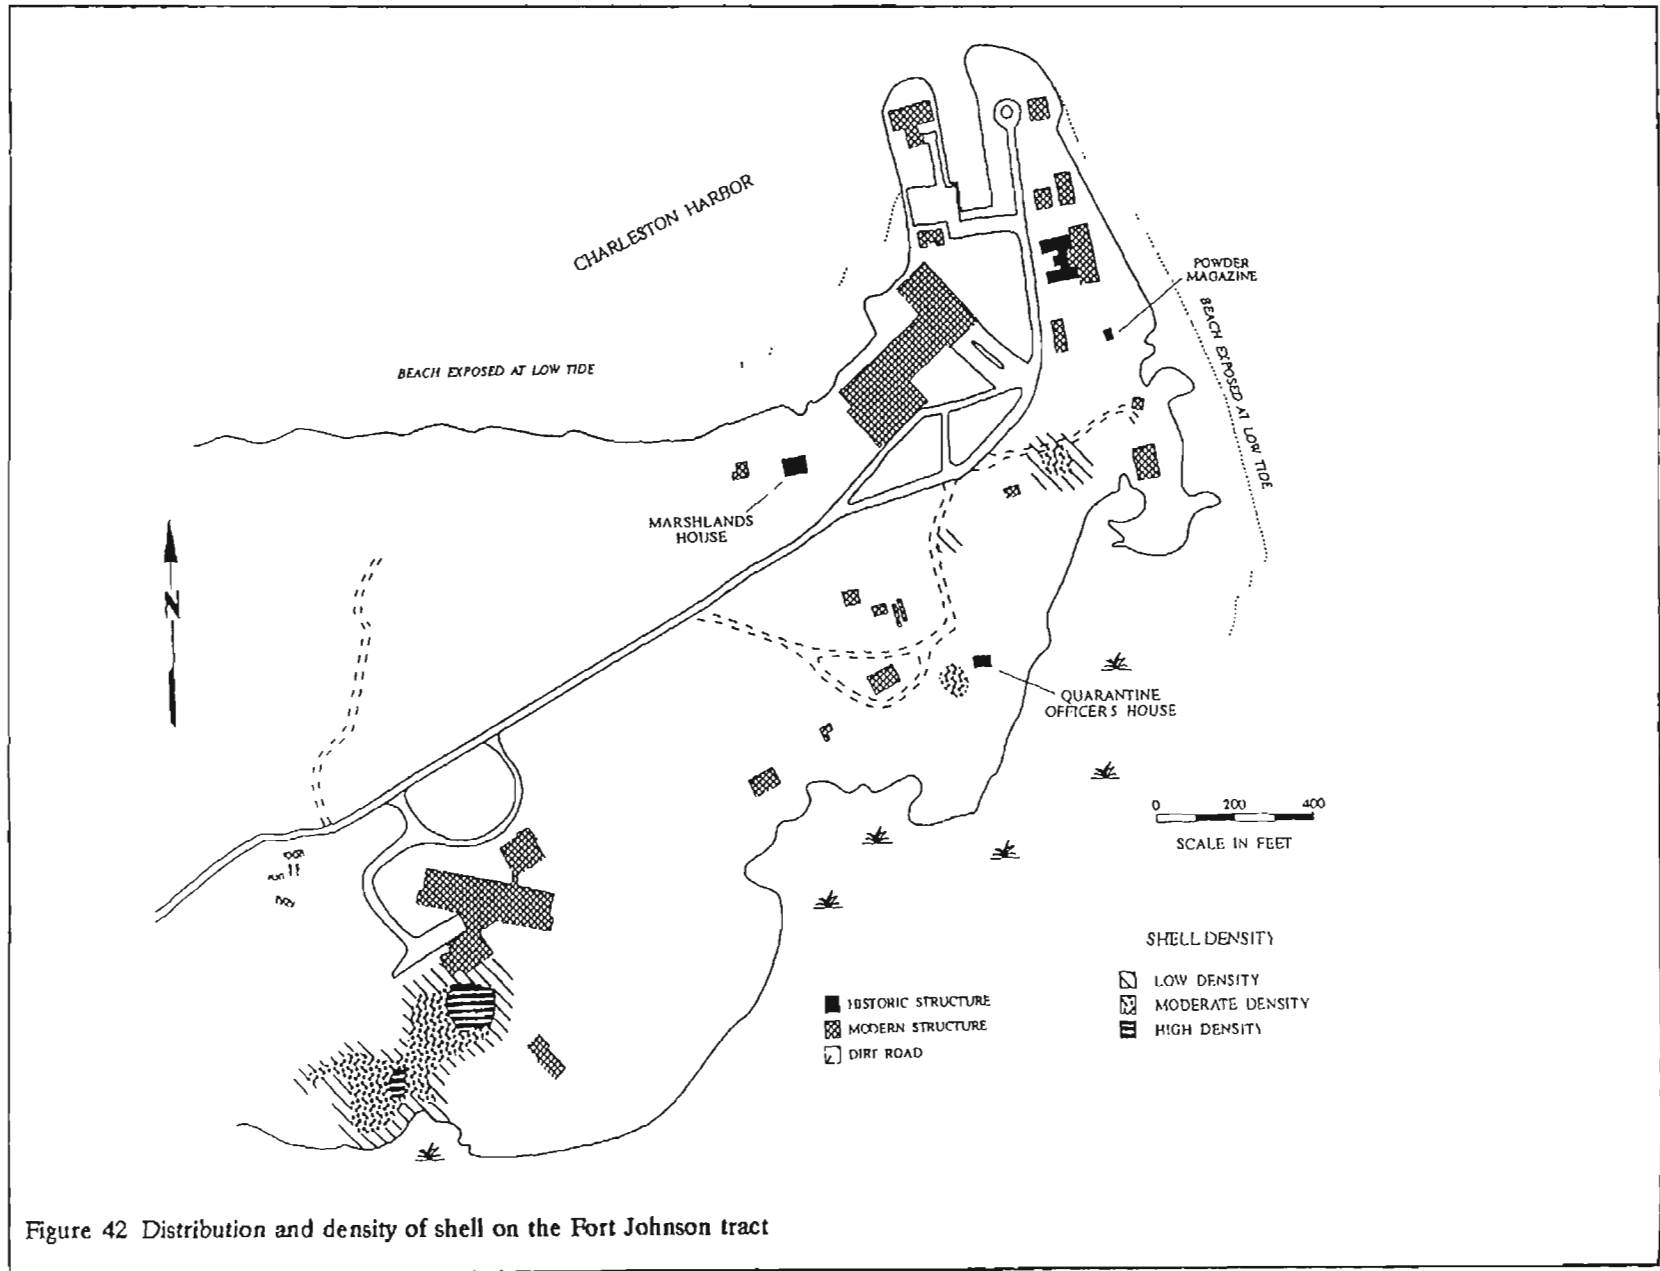 CHARLESTON HARBOR
POWDER
MAGAZINE
BEACH EXPOSED AT LOW TIDE
BEACH EXPOSED AT LOW TIDE
MARSHLANDS
HOUSE
N
QUARANTINE
OFFICERS HOUSE
0 200 400
SCALE IN FEET
SHELL DENSITY
LOW DENSITY
MODERATE DENSITY
HIGH DENSITY
HISTORIC STRUCTURE
MODERN STRUCTURE
DIRT ROAD
Figure 42 Distribution and density of shell on the Fort Johnson tract